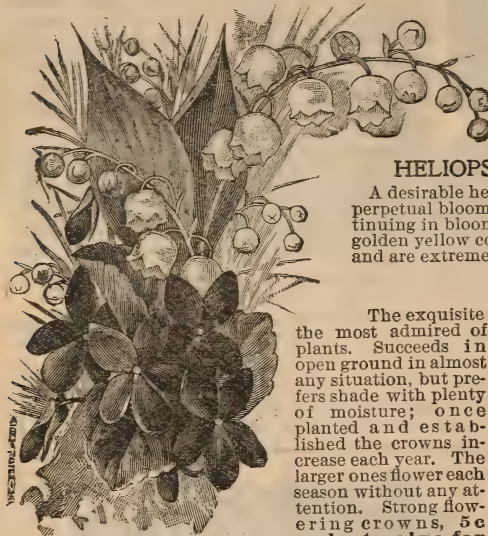 HELIOPS
A desirable he
perpetual bloom
tinuing in bloom
golden yellow co
and are extreme
The exquisite
the most admired of
plants. Succeeds in
open ground in almost
any situation, but pre-
fers shade with plenty
of moisture; once
planted and estab-
lished the crowns in-
crease each year. The
larger ones flower each
season without any at-
tention. Strong flow-
ering crowns, 5c